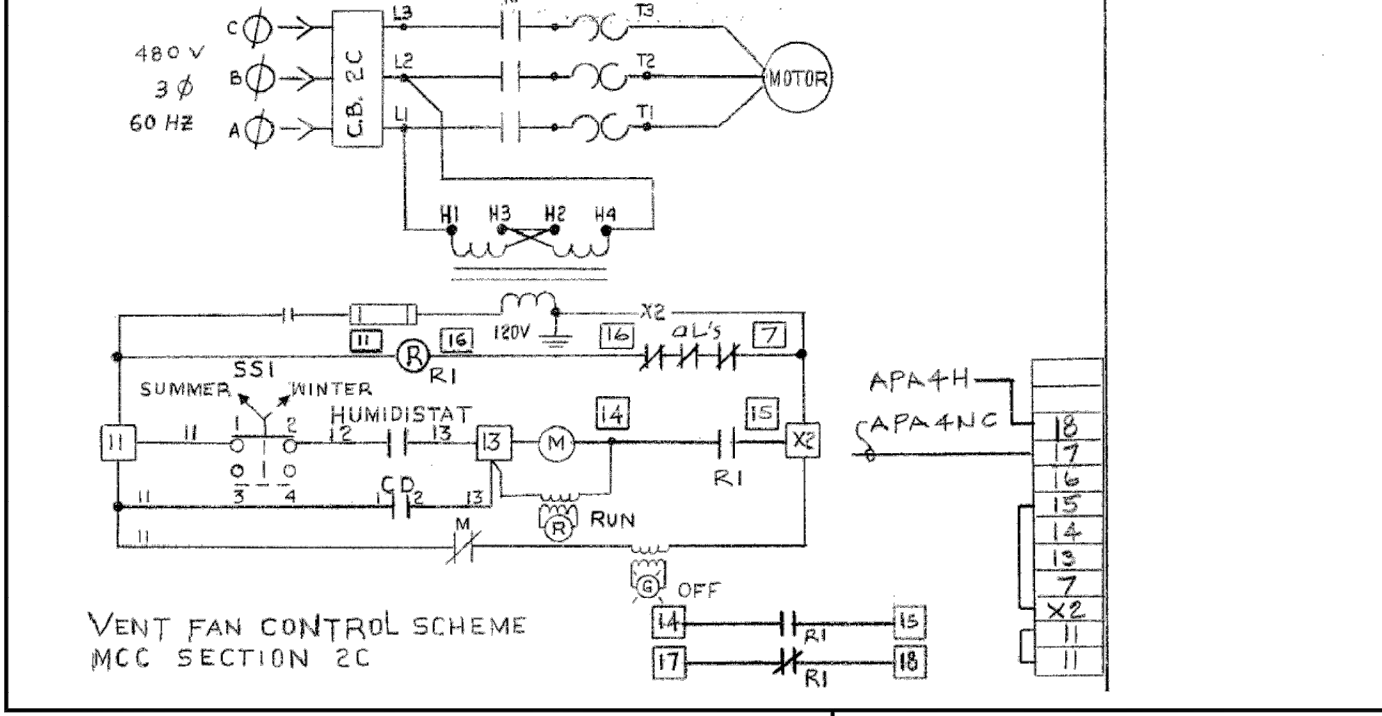 C L3 T3
480 V
B L2 T2
3 Ø C.B. 2C MOTOR
60 HZ A L1 T1
H1 H3 H2 H4
X2
120V
11 16 16 OL's 7
R
R1
SS1
SUMMER WINTER
HUMIDISTAT 14 15
11 11 1 2 12 13 13 M X2
R1
3 4
CD
11 1 2 13
R RUN
11 M
G OFF
14 R1 15
17 R1 18
VENT FAN CONTROL SCHEME
MCC SECTION 2C
APA4H
APA4NC
18
17
16
15
14
13
7
X2
11
11